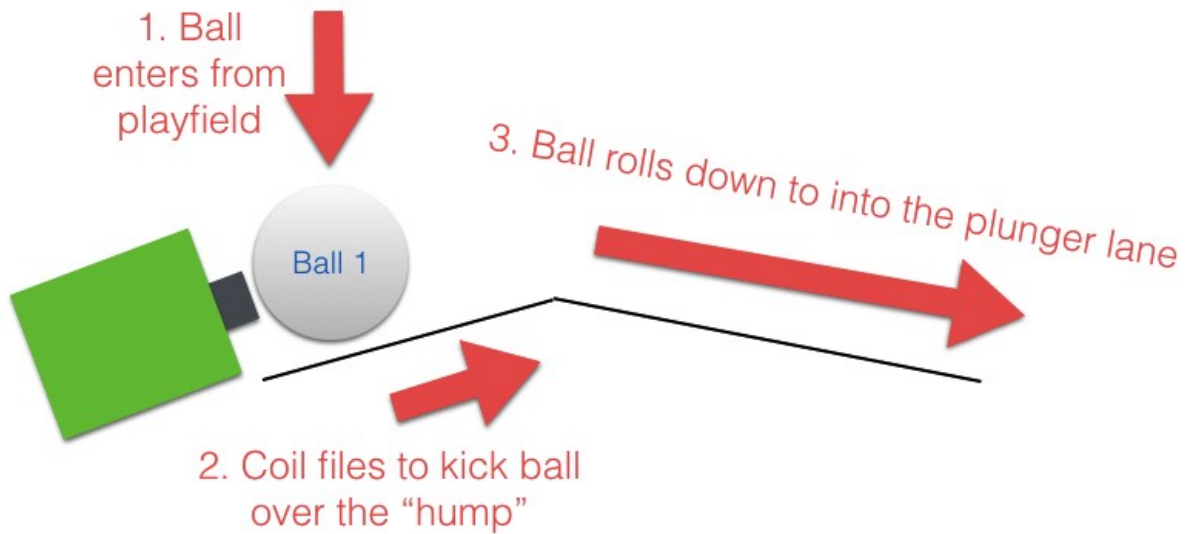 1. Ball
enters from
playfield
3. Ball rolls down to into the plunger lane
Ball 1
2. Coil files to kick ball
over the “hump”